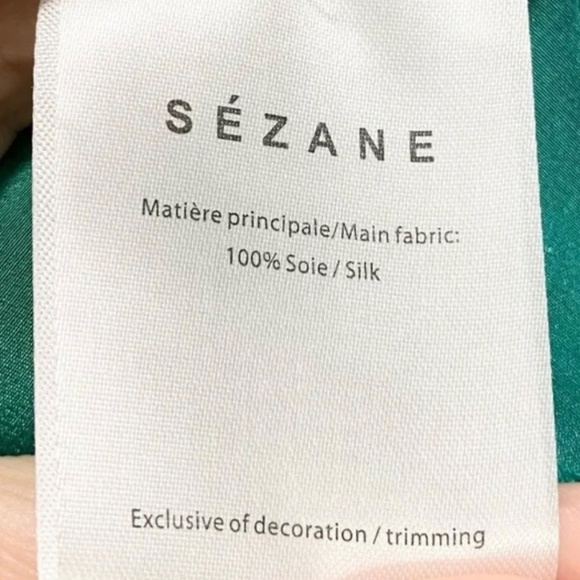 SÉZANE
Matière principale/Main fabric:
100% Soie / Silk
Exclusive of decoration / trimming